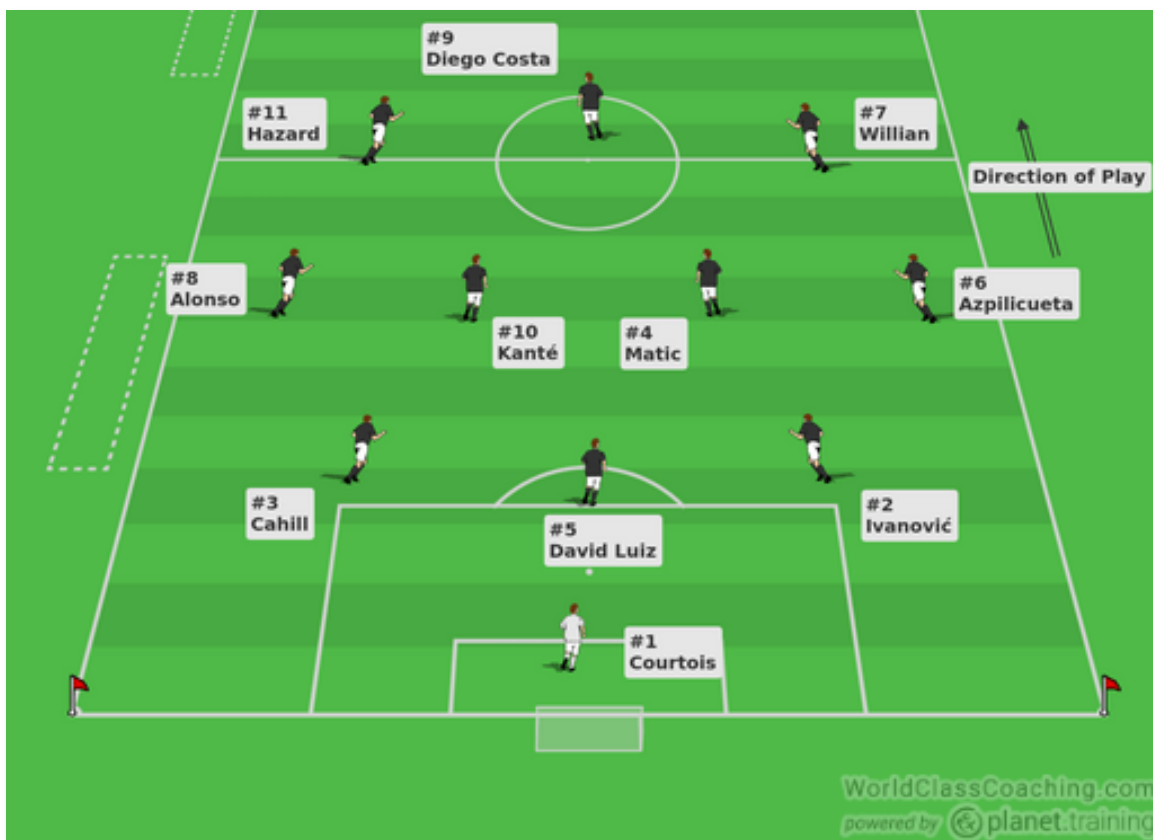 #9
Diego Costa
#11
Hazard
#7
Willian
Direction of Play
#8
Alonso
#6
Azpilicueta
#10
Kanté
#4
Matic
#3
Cahill
#2
Ivanović
#5
David Luiz
#1
Courtois
WorldClassCoaching.com
powered by planet.training